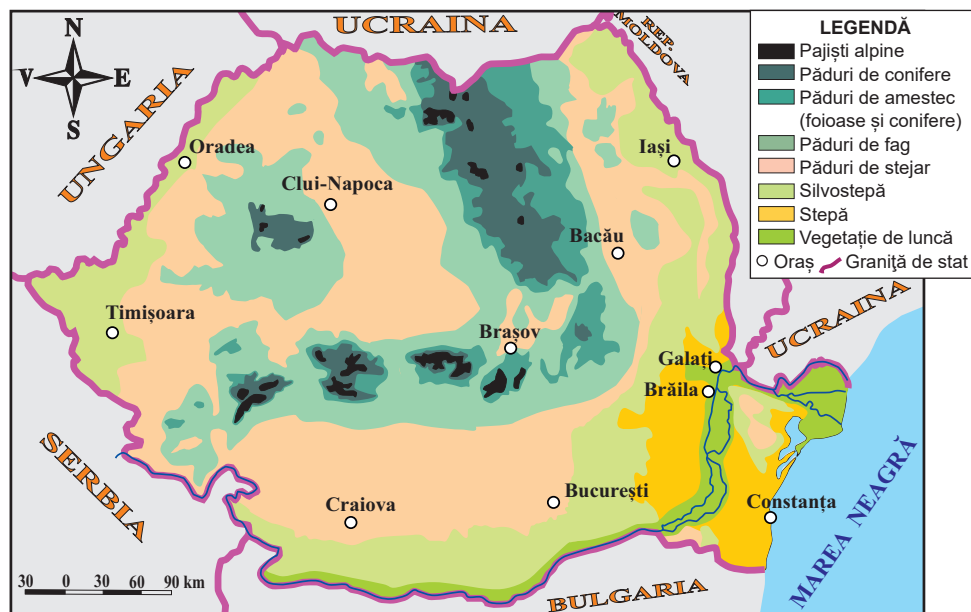 UCRAINA
REP.
MOLDOVA
N
V
E
S
UNGARIA
LEGENDĂ
Pajiști alpine
Păduri de conifere
Păduri de amestec
(foioase și conifere)
Păduri de fag
Păduri de stejar
Silvostepă
Stepă
Vegetație de luncă
Oraș
Graniță de stat
Oradea
Iași
Cluj-Napoca
Bacău
Timișoara
Brașov
UCRAINA
Galați
Brăila
SERBIA
București
Craiova
Constanța
MAREA NEAGRĂ
30 0 30 60 90 km
BULGARIA